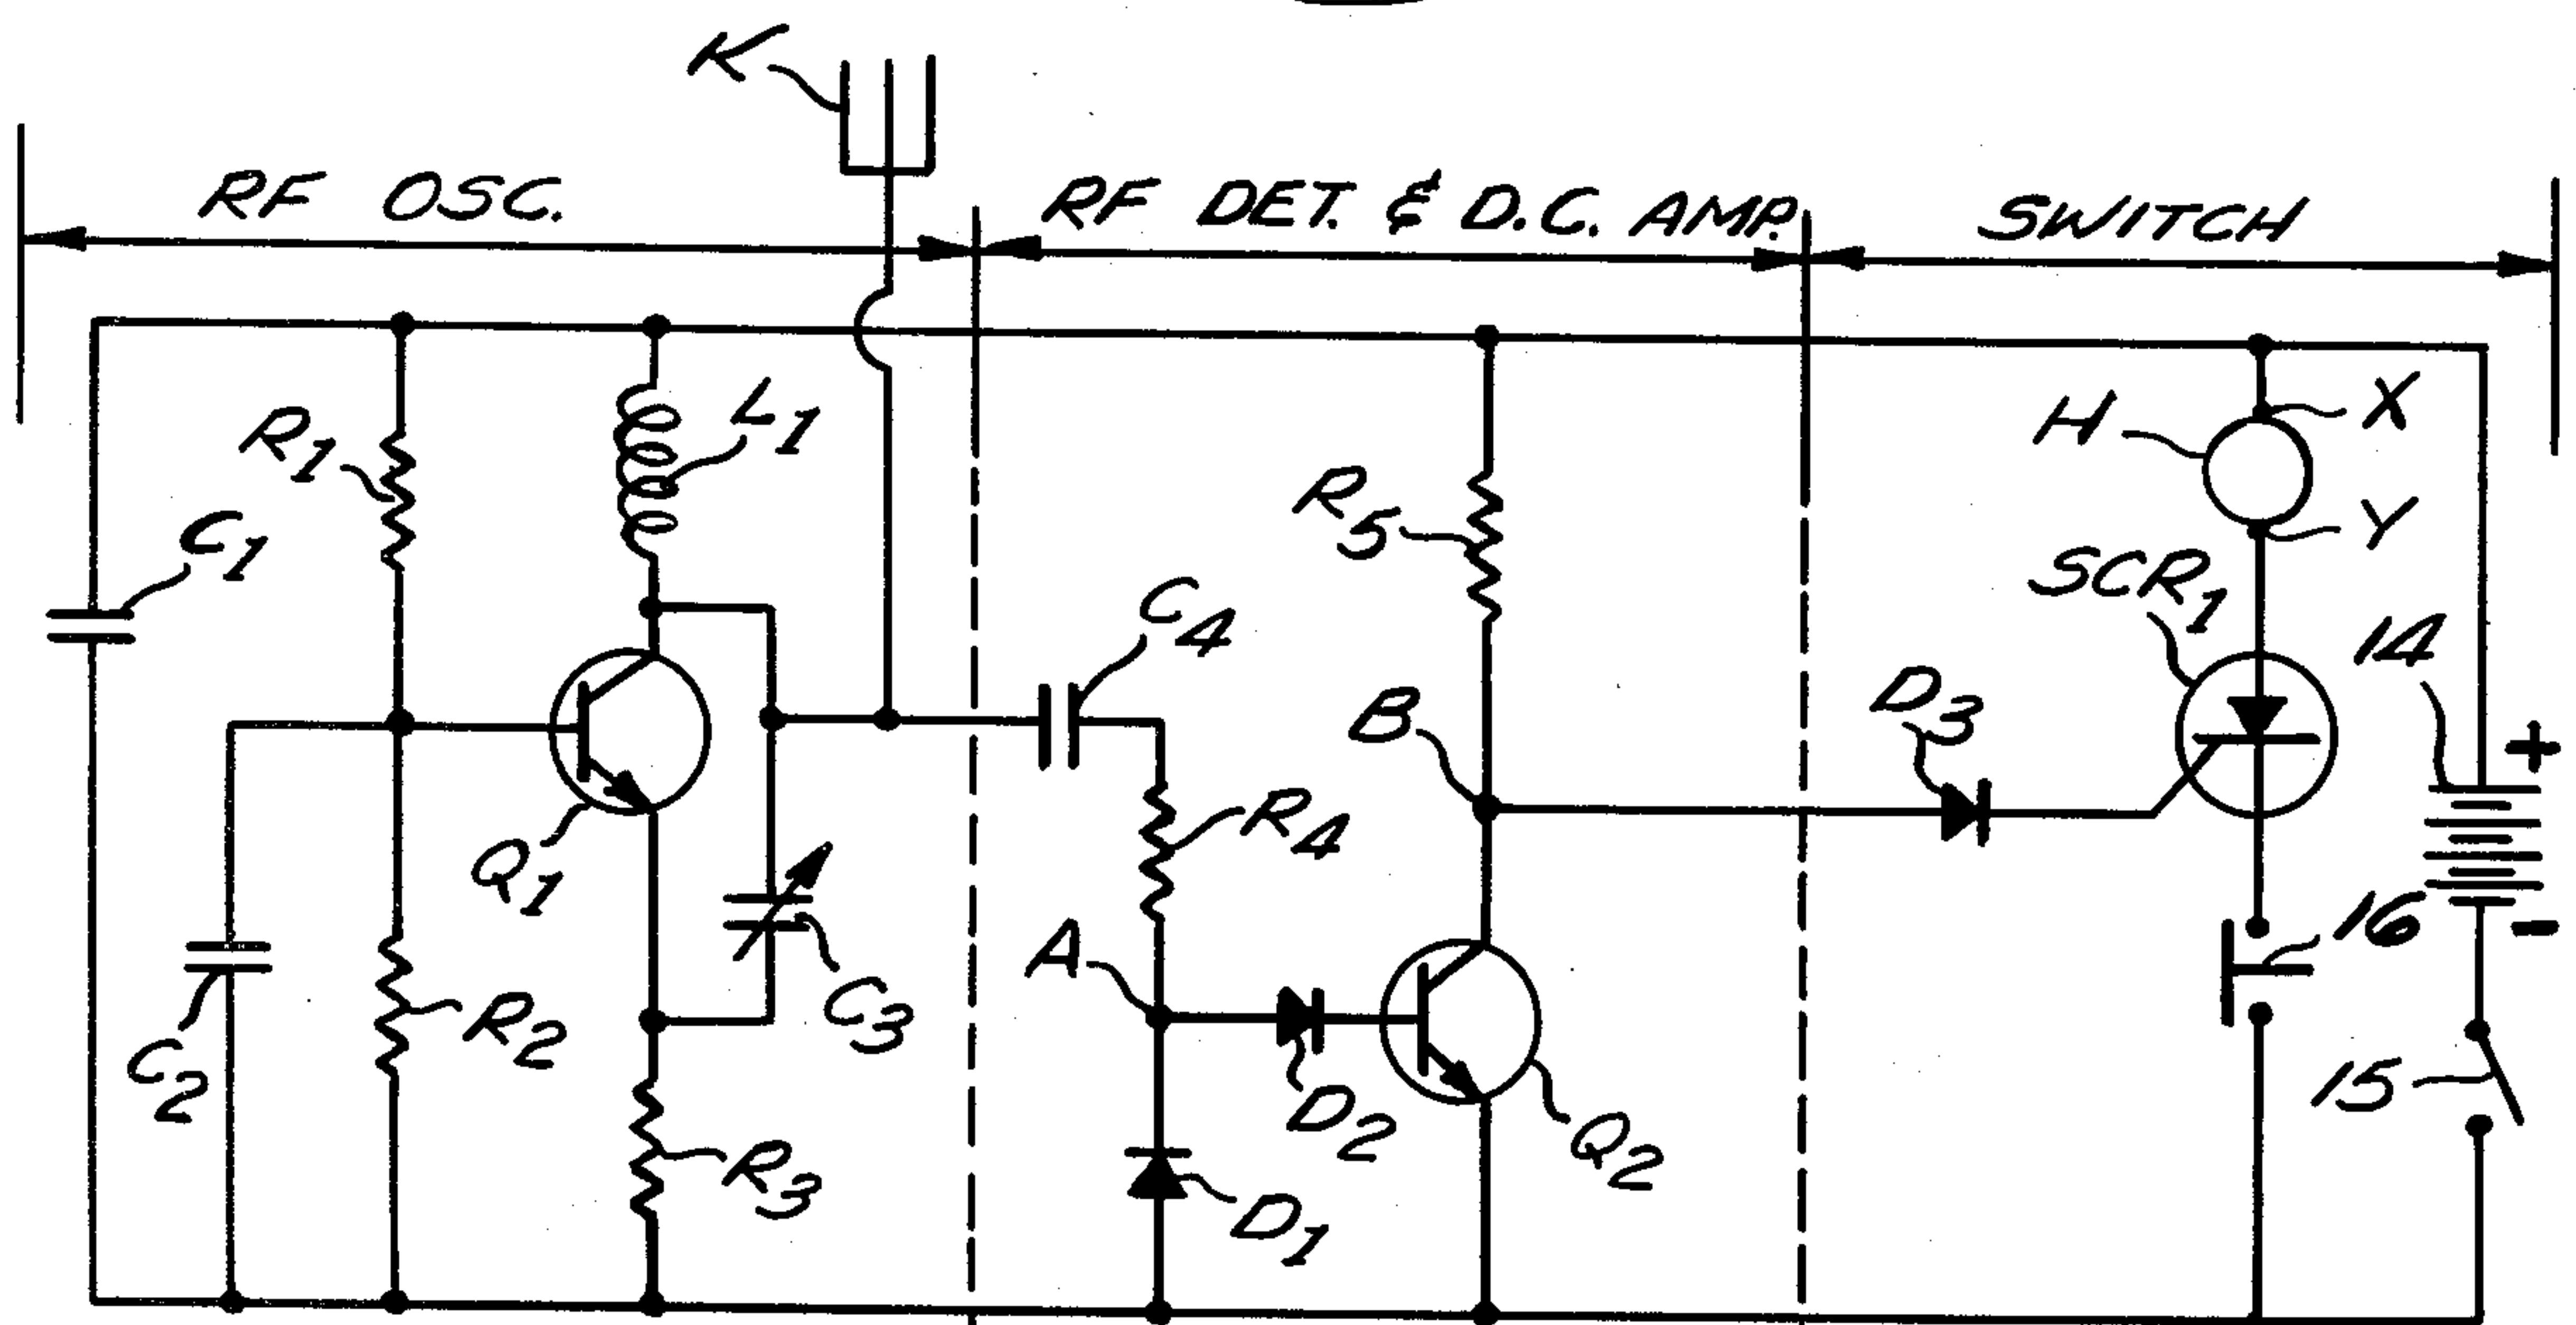 K
RF OSC.
RF DET. & D.C. AMP.
SWITCH
R1
L1
C1
R5
H
X
Y
SCR1
14
C4
D3
B
+
-
Q1
R4
16
A
C3
C2
R2
D2
15
Q2
R3
D1